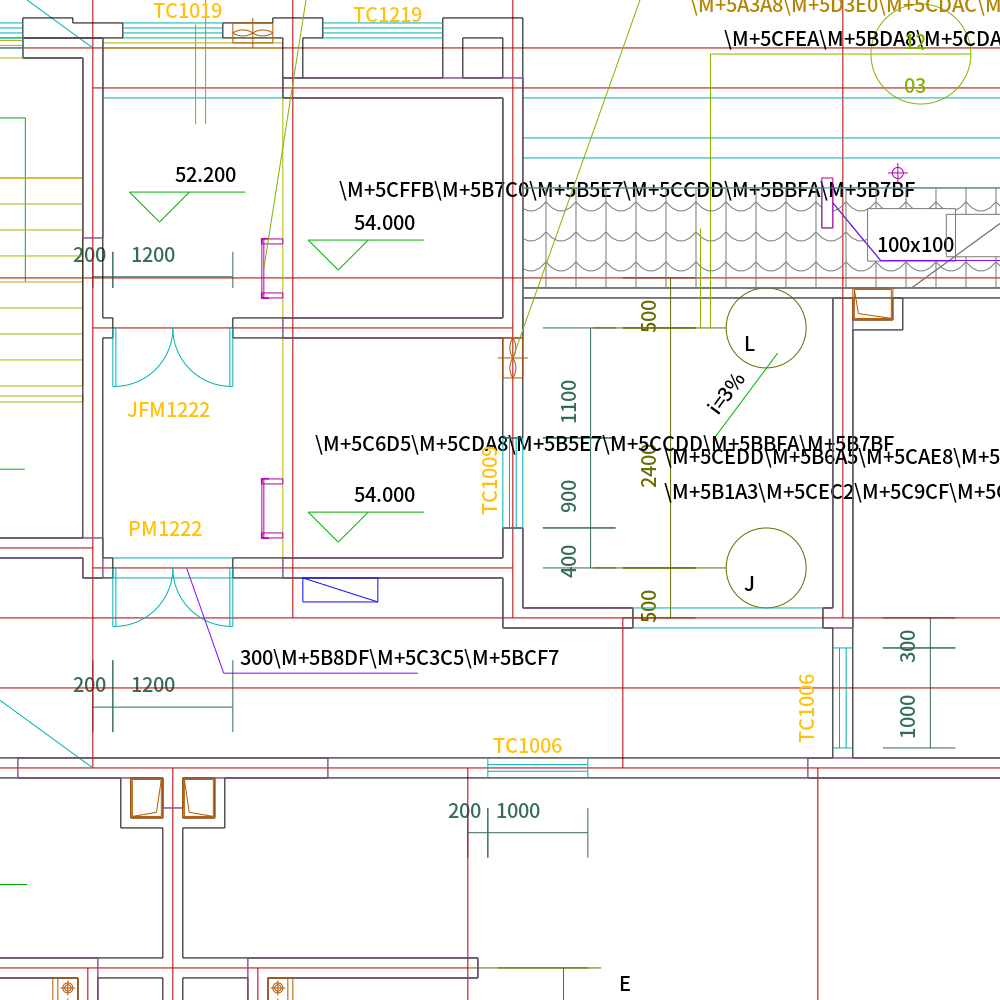 TC1019
TC1219
\M+5A3A8\M+5D3E0\M+5CDAC\M
\M+5CFEA\M+5BDA8\M+5CDA
12
03
52.200
\M+5CFFB\M+5B7C0\M+5B5E7\M+5CCDD\M+5BBFA\M+5B7BF
54.000
200
1200
100x100
500
L
i=3%
1100
JFM1222
\M+5C6D5\M+5CDA8\M+5B5E7\M+5CCDD\M+5BBFA\M+5B7BF
\M+5CEDD\M+5B6A5\M+5CAE8\M+5
2400
TC1009
54.000
900
\M+5B1A3\M+5CEC2\M+5C9CF\M+5
PM1222
400
J
500
300\M+5B8DF\M+5C3C5\M+5BCF7
300
200
1200
TC1006
1000
TC1006
200
1000
E